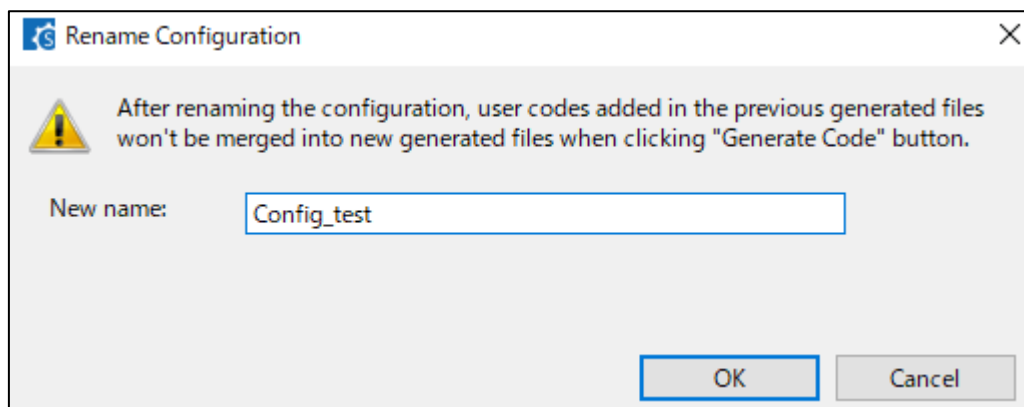 Rename Configuration
After renaming the configuration, user codes added in the previous generated files
won't be merged into new generated files when clicking "Generate Code" button.
New name:
Config_test
OK
Cancel